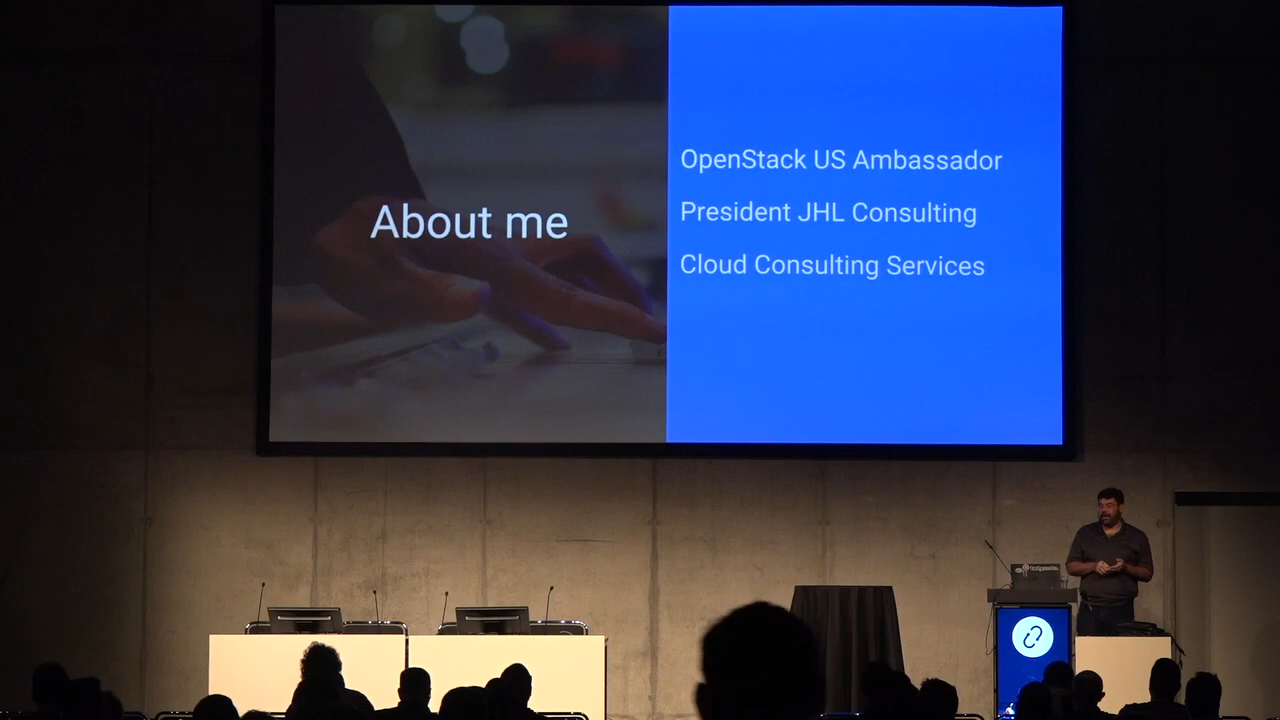 About me
OpenStack US Ambassador
President JHL Consulting
Cloud Consulting Services